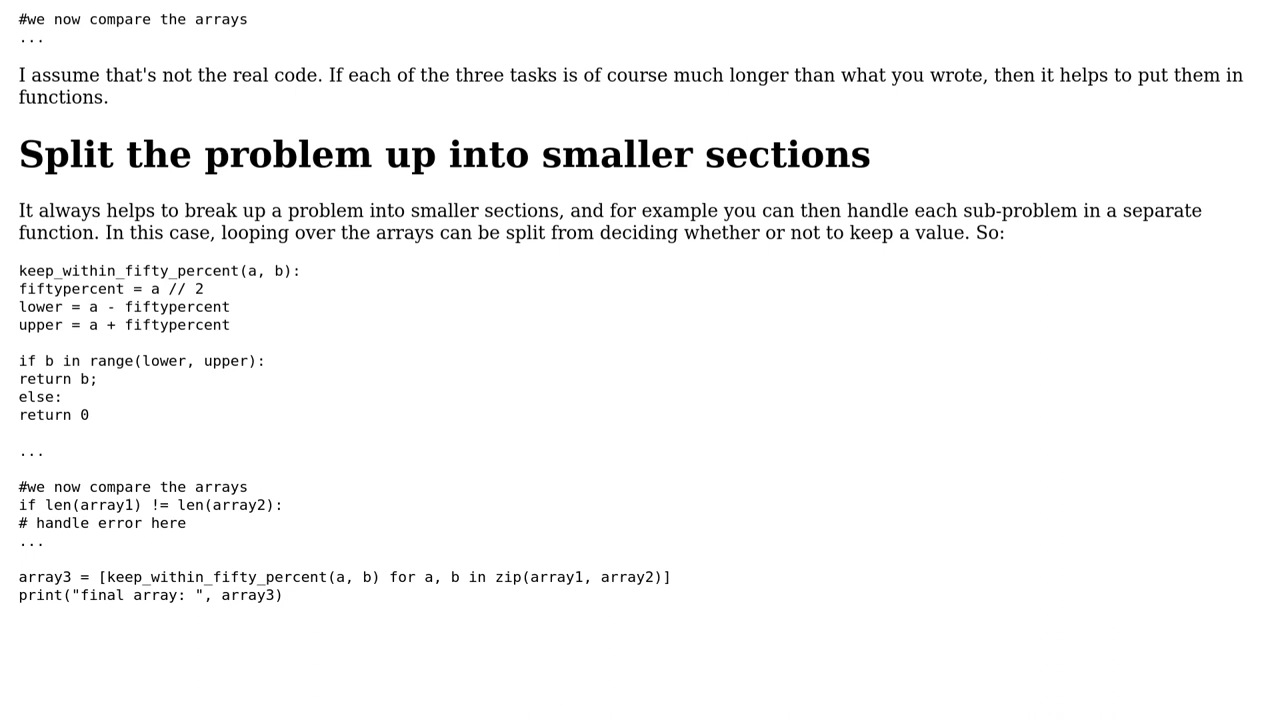 #we now compare the arrays
...
I assume that's not the real code. If each of the three tasks is of course much longer than what you wrote, then it helps to put them in
functions.
Split the problem up into smaller sections
It always helps to break up a problem into smaller sections, and for example you can then handle each sub-problem in a separate
function. In this case, looping over the arrays can be split from deciding whether or not to keep a value. So:
keep_within_fifty_percent(a, b):
fiftypercent = a // 2
lower = a - fiftypercent
upper = a + fiftypercent
if b in range(lower, upper):
return b;
else:
return 0
...
#we now compare the arrays
if len(array1) != len(array2):
# handle error here
...
array3 = [keep_within_fifty_percent(a, b) for a, b in zip(array1, array2)]
print("final array: ", array3)